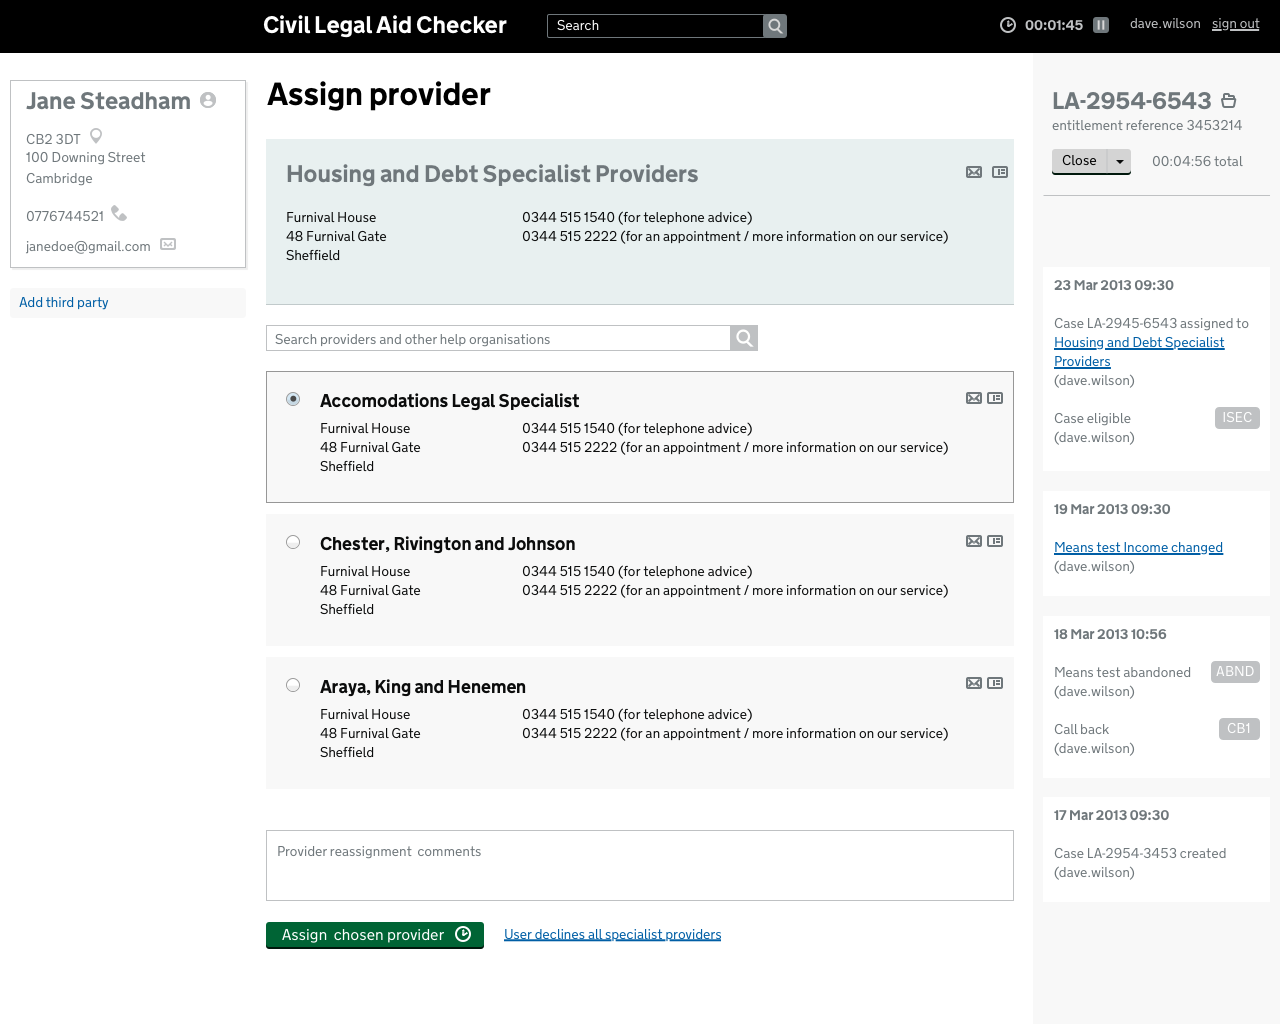 Civil Legal Aid Checker
Search
00:01:45
dave.wilson
sign out
Jane Steadham
CB2 3DT
100 Downing Street
Cambridge
0776744521
janedoe@gmail.com
Add third party
Assign provider
Housing and Debt Specialist Providers
Furnival House
48 Furnival Gate
Sheffield
0344 515 1540 (for telephone advice)
0344 515 2222 (for an appointment / more information on our service)
Search providers and other help organisations
Accomodations Legal Specialist
Furnival House
48 Furnival Gate
Sheffield
0344 515 1540 (for telephone advice)
0344 515 2222 (for an appointment / more information on our service)
Chester, Rivington and Johnson
Furnival House
48 Furnival Gate
Sheffield
0344 515 1540 (for telephone advice)
0344 515 2222 (for an appointment / more information on our service)
Araya, King and Henemen
Furnival House
48 Furnival Gate
Sheffield
0344 515 1540 (for telephone advice)
0344 515 2222 (for an appointment / more information on our service)
Provider reassignment comments
Assign chosen provider
User declines all specialist providers
LA-2954-6543
entitlement reference 3453214
Close
00:04:56 total
23 Mar 2013 09:30
Case LA-2945-6543 assigned to
Housing and Debt Specialist
Providers
(dave.wilson)
Case eligible
ISEC
(dave.wilson)
19 Mar 2013 09:30
Means test Income changed
(dave.wilson)
18 Mar 2013 10:56
Means test abandoned
ABND
(dave.wilson)
Call back
CB1
(dave.wilson)
17 Mar 2013 09:30
Case LA-2954-3453 created
(dave.wilson)